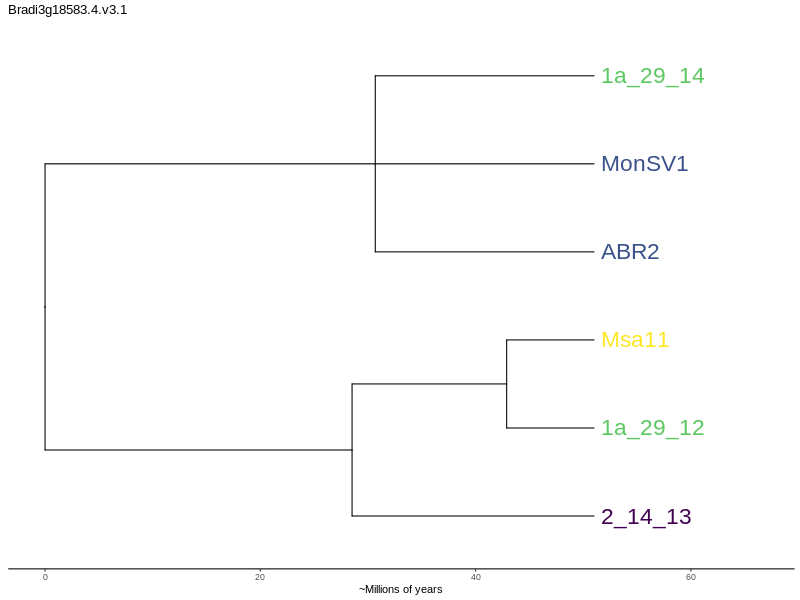 Bradi3g18583.4.v3.1
1a_29_14
MonSV1
ABR2
Msa11
1a_29_12
2_14_13
0 20 40 60
~Millions of years